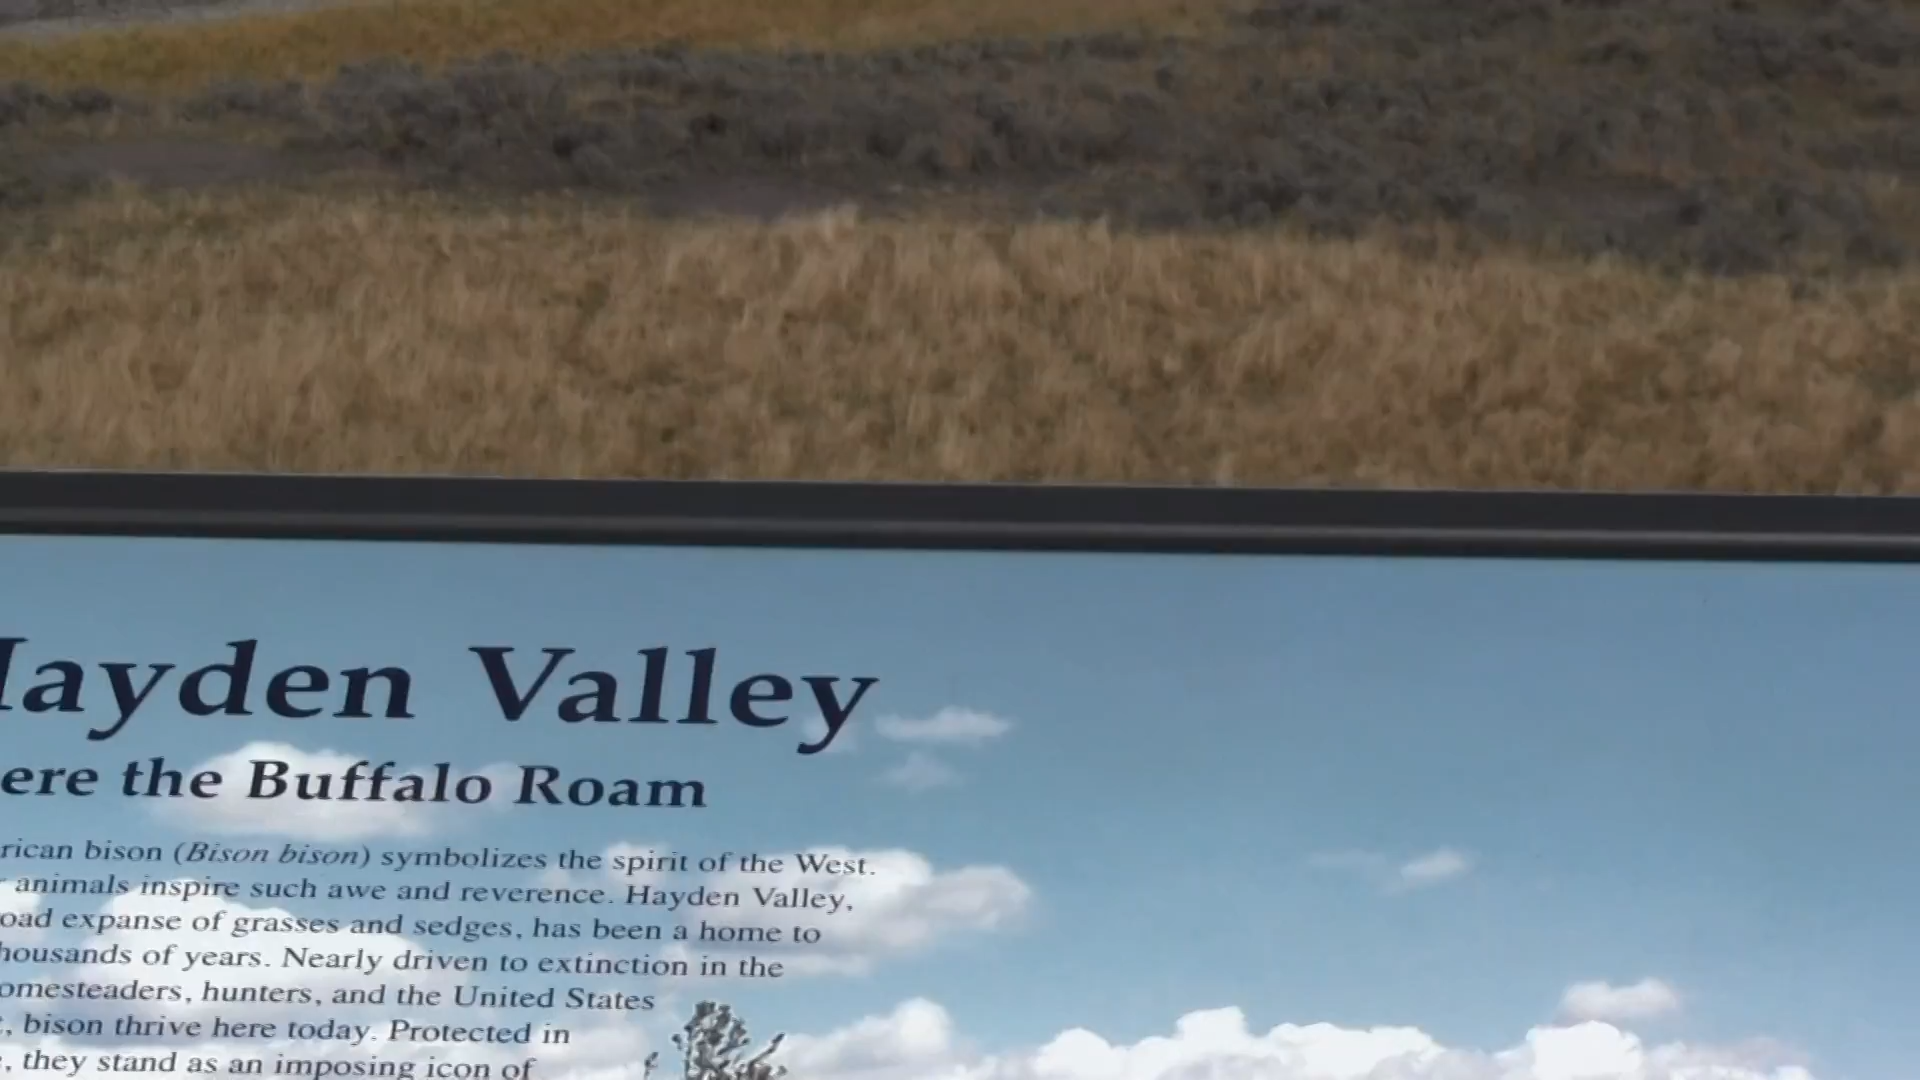 ayden Valley
ere the Buffalo Roam
rican bison (Bison bison) symbolizes the spirit of the West.
animals inspire such awe and reverence. Hayden Valley,
oad expanse of grasses and sedges, has been a home to
housands of years. Nearly driven to extinction in the
omesteaders, hunters, and the United States
, bison thrive here today. Protected in
, they stand as an imposing icon of